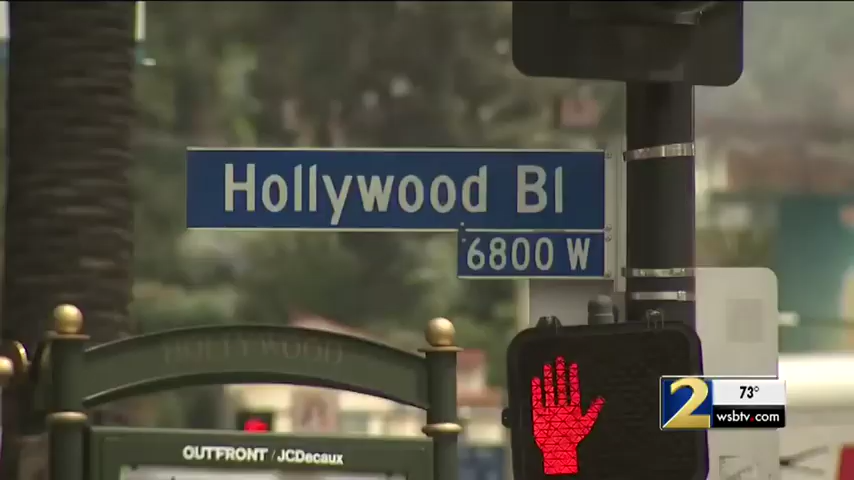 Hollywood Bl
6800 W
HOLLYWOOD
OUTFRONT / JCDecaux
2
73°
wsbtv.com